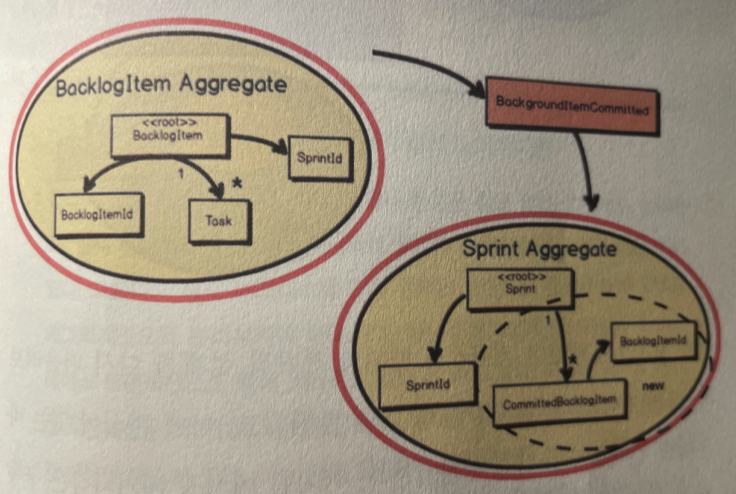 BacklogItem Aggregate
<<root>>
BacklogItem
SprintId
1
*
BacklogItemId
Task
BackgroundItemCommitted
Sprint Aggregate
<<root>>
Sprint
1
*
BacklogItemId
SprintId
CommittedBacklogItem
new